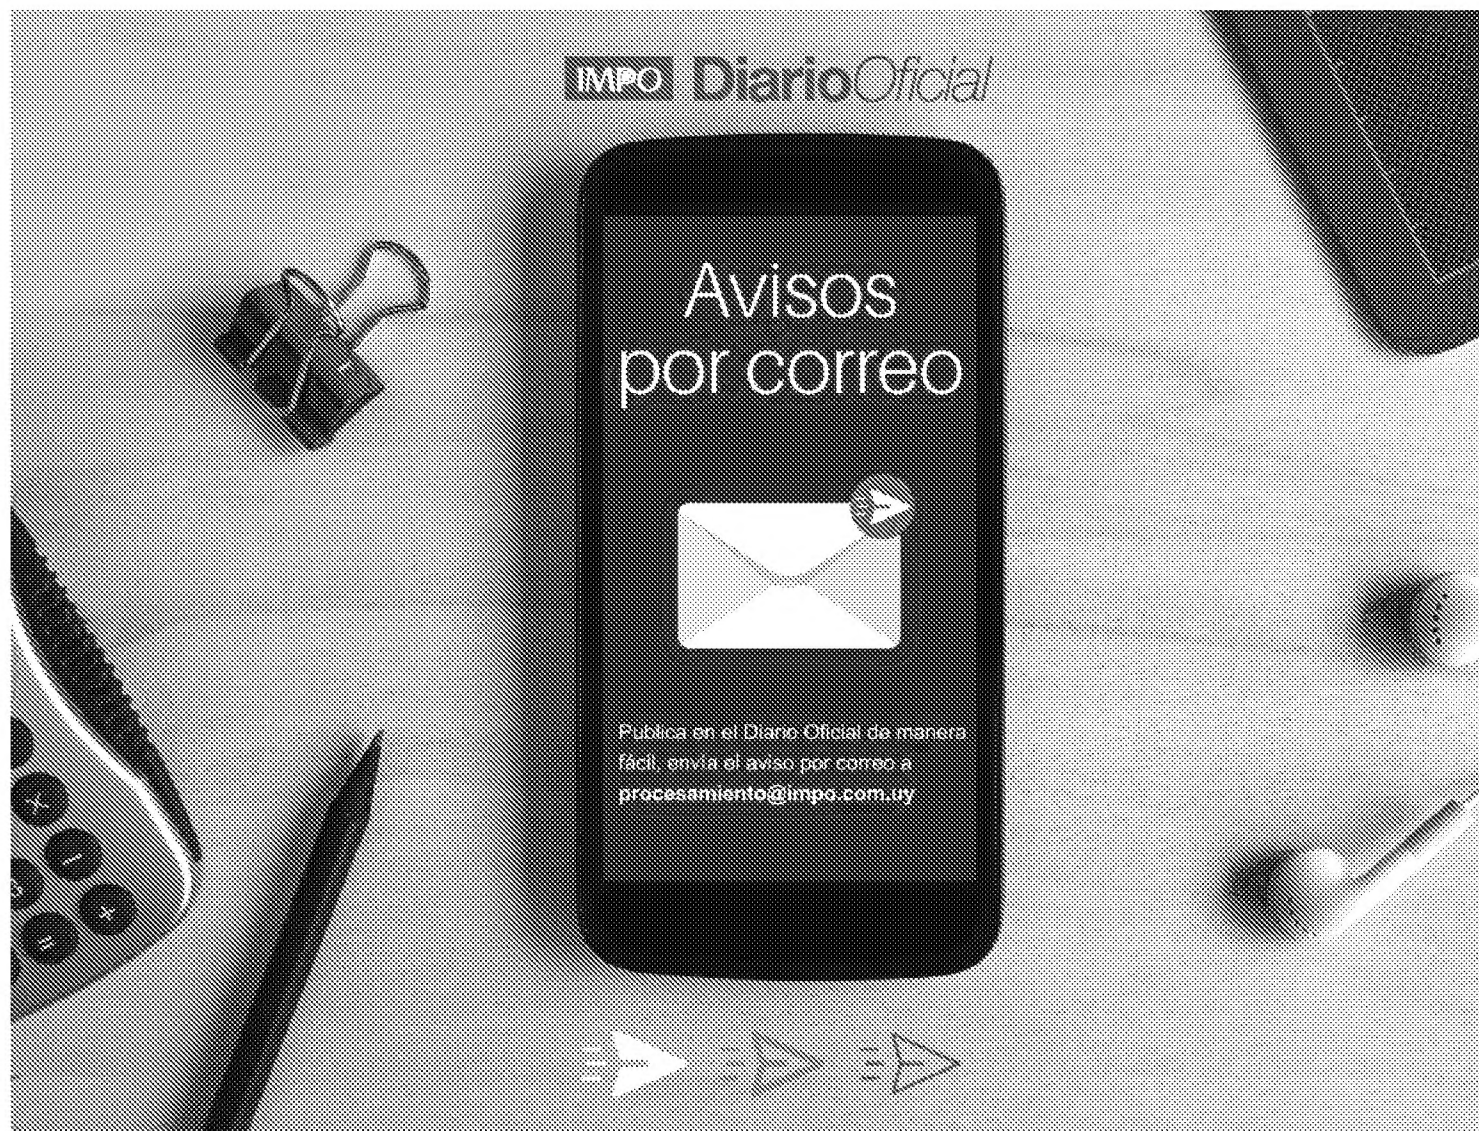 IMPO DiarioOficial
Avisos
por correo
Publica en el Diario Oficial de manera
fácil, envía el aviso por correo a
procesamiento@impo.com.uy